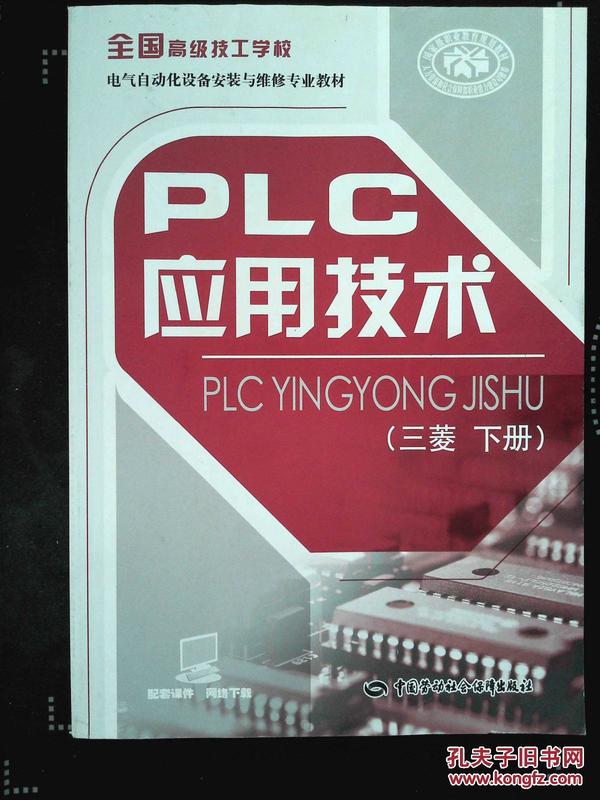 全国高级技工学校
电气自动化设备安装与维修专业教材
PLC
应用技术
PLC YINGYONG JISHU
（三菱 下册）
配套课件 网络下载
中国劳动社会保障出版社
孔夫子旧书网
www.kongfz.com